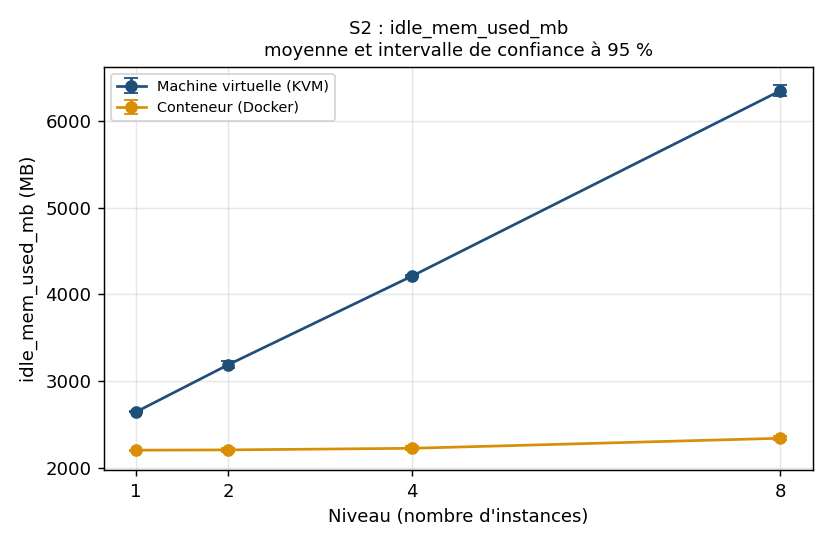 S2 : idle_mem_used_mb
moyenne et intervalle de confiance à 95 %
Machine virtuelle (KVM)
Conteneur (Docker)
idle_mem_used_mb (MB)
6000
5000
4000
3000
2000
1 2 4 8
Niveau (nombre d'instances)